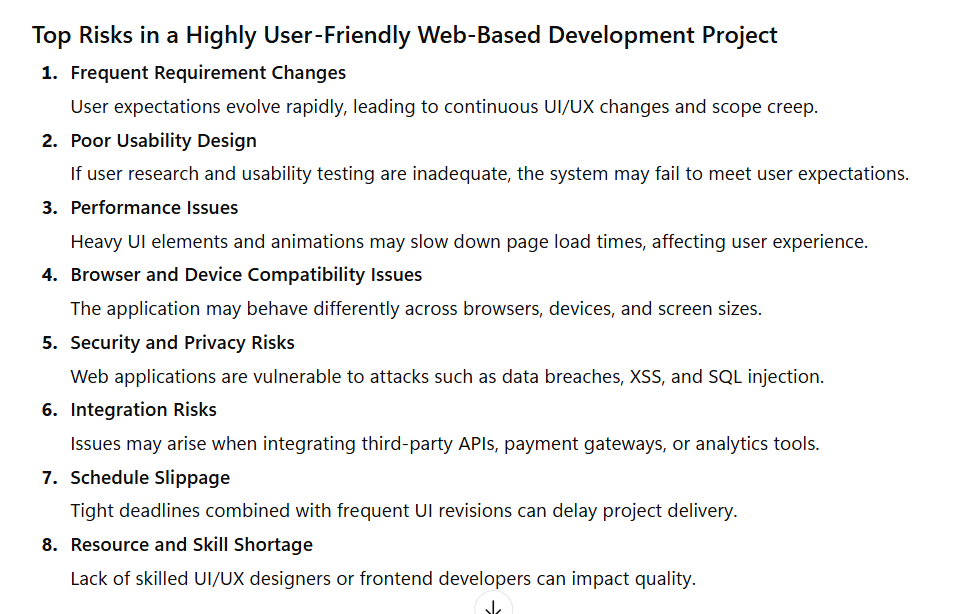 Top Risks in a Highly User-Friendly Web-Based Development Project
1. Frequent Requirement Changes
User expectations evolve rapidly, leading to continuous UI/UX changes and scope creep.
2. Poor Usability Design
If user research and usability testing are inadequate, the system may fail to meet user expectations.
3. Performance Issues
Heavy UI elements and animations may slow down page load times, affecting user experience.
4. Browser and Device Compatibility Issues
The application may behave differently across browsers, devices, and screen sizes.
5. Security and Privacy Risks
Web applications are vulnerable to attacks such as data breaches, XSS, and SQL injection.
6. Integration Risks
Issues may arise when integrating third-party APIs, payment gateways, or analytics tools.
7. Schedule Slippage
Tight deadlines combined with frequent UI revisions can delay project delivery.
8. Resource and Skill Shortage
Lack of skilled UI/UX designers or frontend developers can impact quality.